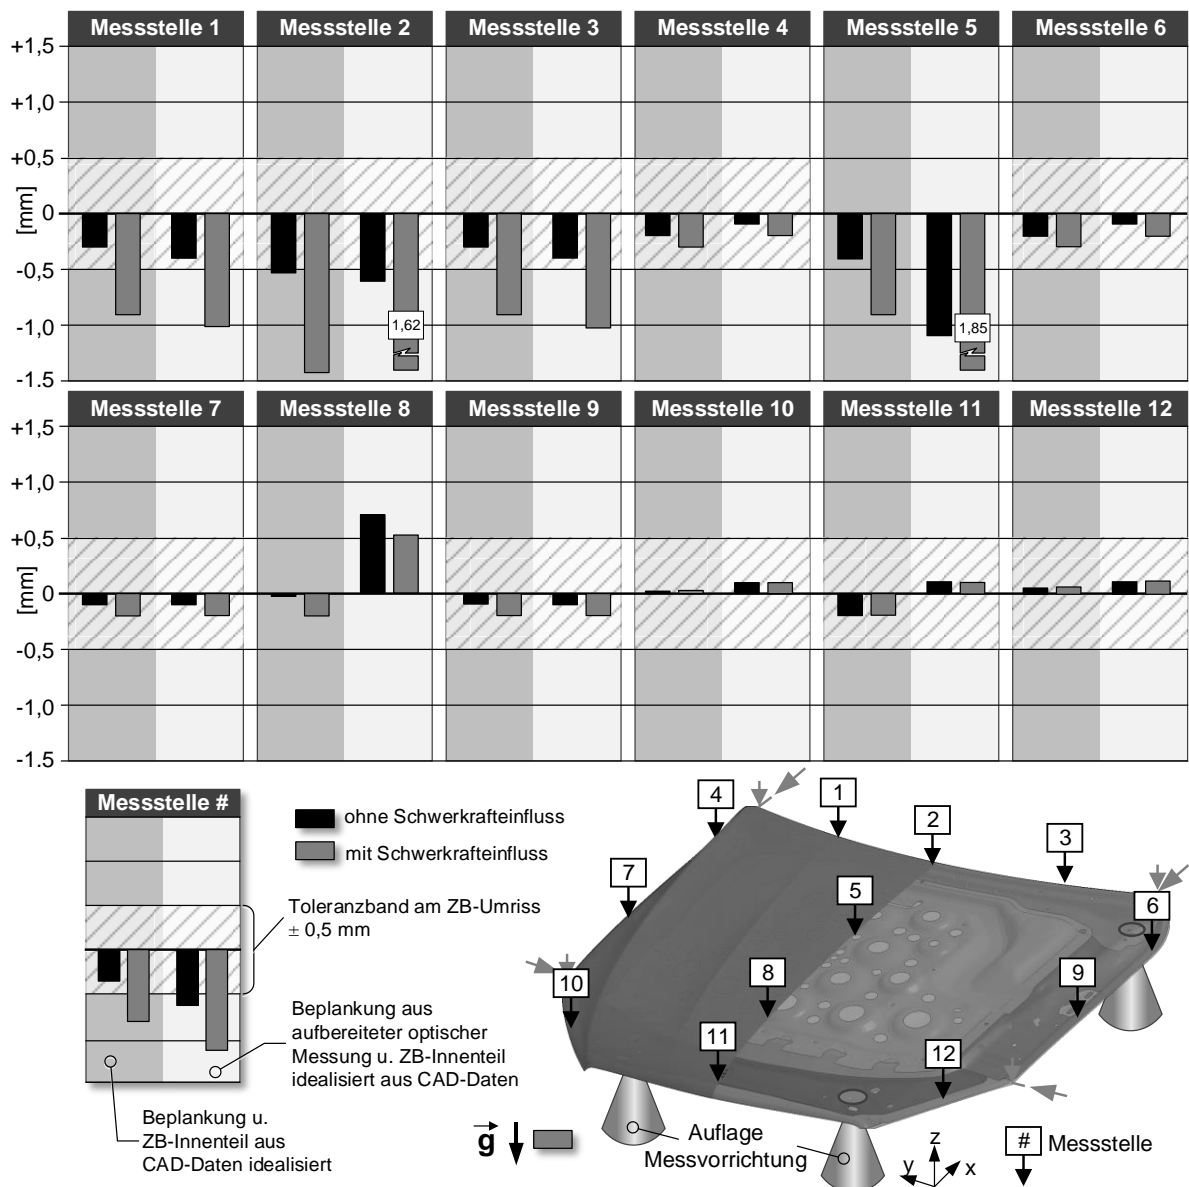 Messstelle 1 Messstelle 2 Messstelle 3 Messstelle 4 Messstelle 5 Messstelle 6
+1,5
+1,0
+0,5
0
-0,5
-1,0
-1.5
[mm]
1,62
1,85
Messstelle 7 Messstelle 8 Messstelle 9 Messstelle 10 Messstelle 11 Messstelle 12
+1,5
+1,0
+0,5
0
-0,5
-1,0
-1.5
[mm]
Messstelle #
ohne Schwerkrafteinfluss
mit Schwerkrafteinfluss
Toleranzband am ZB-Umriss
± 0,5 mm
Beplankung aus
aufbereiteter optischer
Messung u. ZB-Innenteil
idealisiert aus CAD-Daten
Beplankung u.
ZB-Innenteil aus
CAD-Daten idealisiert
g
4
1
2
3
7
5
6
10
8
9
11
12
Auflage
Messvorrichtung
z
y
x
# Messstelle